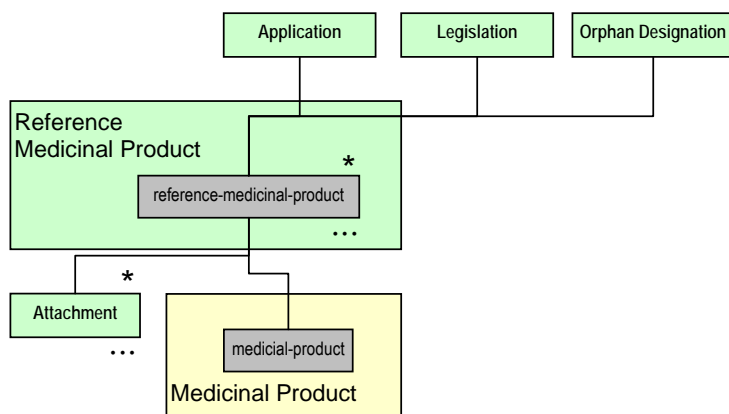 Application
Legislation
Orphan Designation
Reference
Medicinal Product
*
reference-medicinal-product
...
*
Attachment
...
medicial-product
Medicinal Product